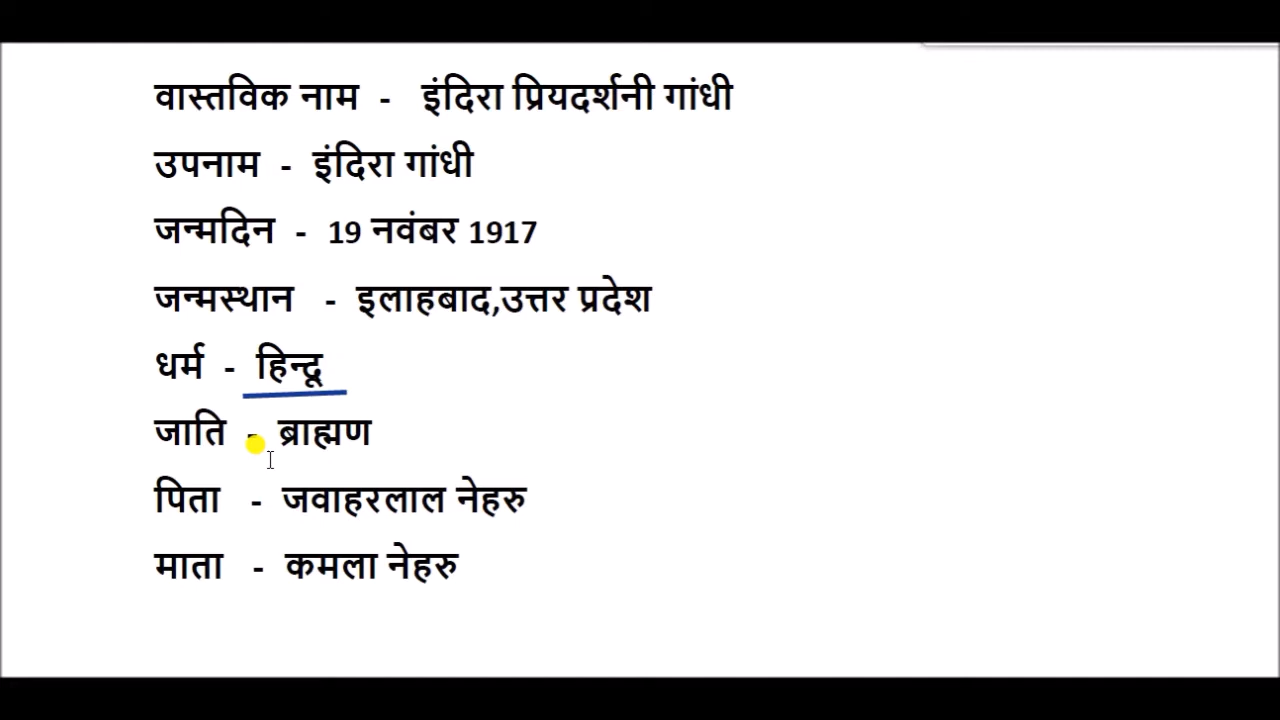 वास्तविक नाम - इंदिरा प्रियदर्शनी गांधी
उपनाम - इंदिरा गांधी
जन्मदिन - 19 नवंबर 1917
जन्मस्थान - इलाहबाद,उत्तर प्रदेश
धर्म - हिन्दू
जाति - ब्राह्मण
पिता - जवाहरलाल नेहरु
माता - कमला नेहरु